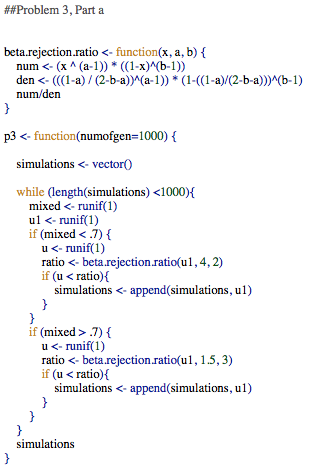 ##Problem 3, Part a
beta.rejection.ratio <- function(x, a, b) {
num <- (x ^ (a-1)) * ((1-x)^(b-1))
den <- (((1-a) / (2-b-a))^(a-1)) * (1-((1-a)/(2-b-a)))^(b-1)
num/den
}
p3 <- function(numofgen=1000) {
simulations <- vector()
while (length(simulations) <1000){
mixed <- runif(1)
u1 <- runif(1)
if (mixed < .7) {
u <- runif(1)
ratio <- beta.rejection.ratio(u1, 4, 2)
if (u < ratio){
simulations <- append(simulations, u1)
}
}
if (mixed > .7) {
u <- runif(1)
ratio <- beta.rejection.ratio(u1, 1.5, 3)
if (u < ratio){
simulations <- append(simulations, u1)
}
}
}
simulations
}